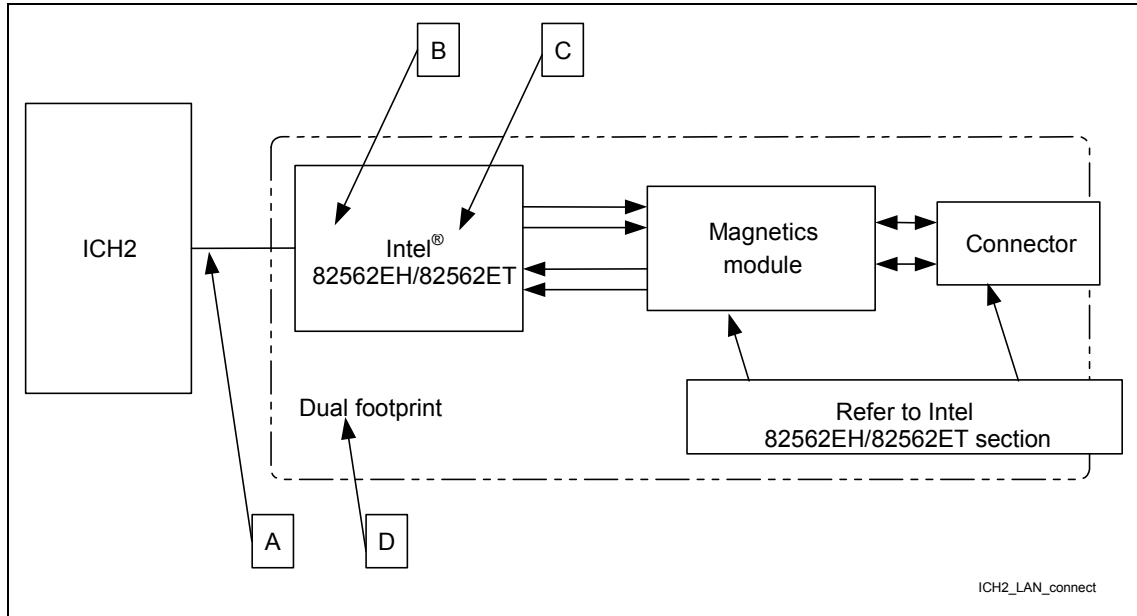 B
C
ICH2
Intel®
82562EH/82562ET
Magnetics
module
Connector
Dual footprint
Refer to Intel
82562EH/82562ET section
A
D
ICH2_LAN_connect